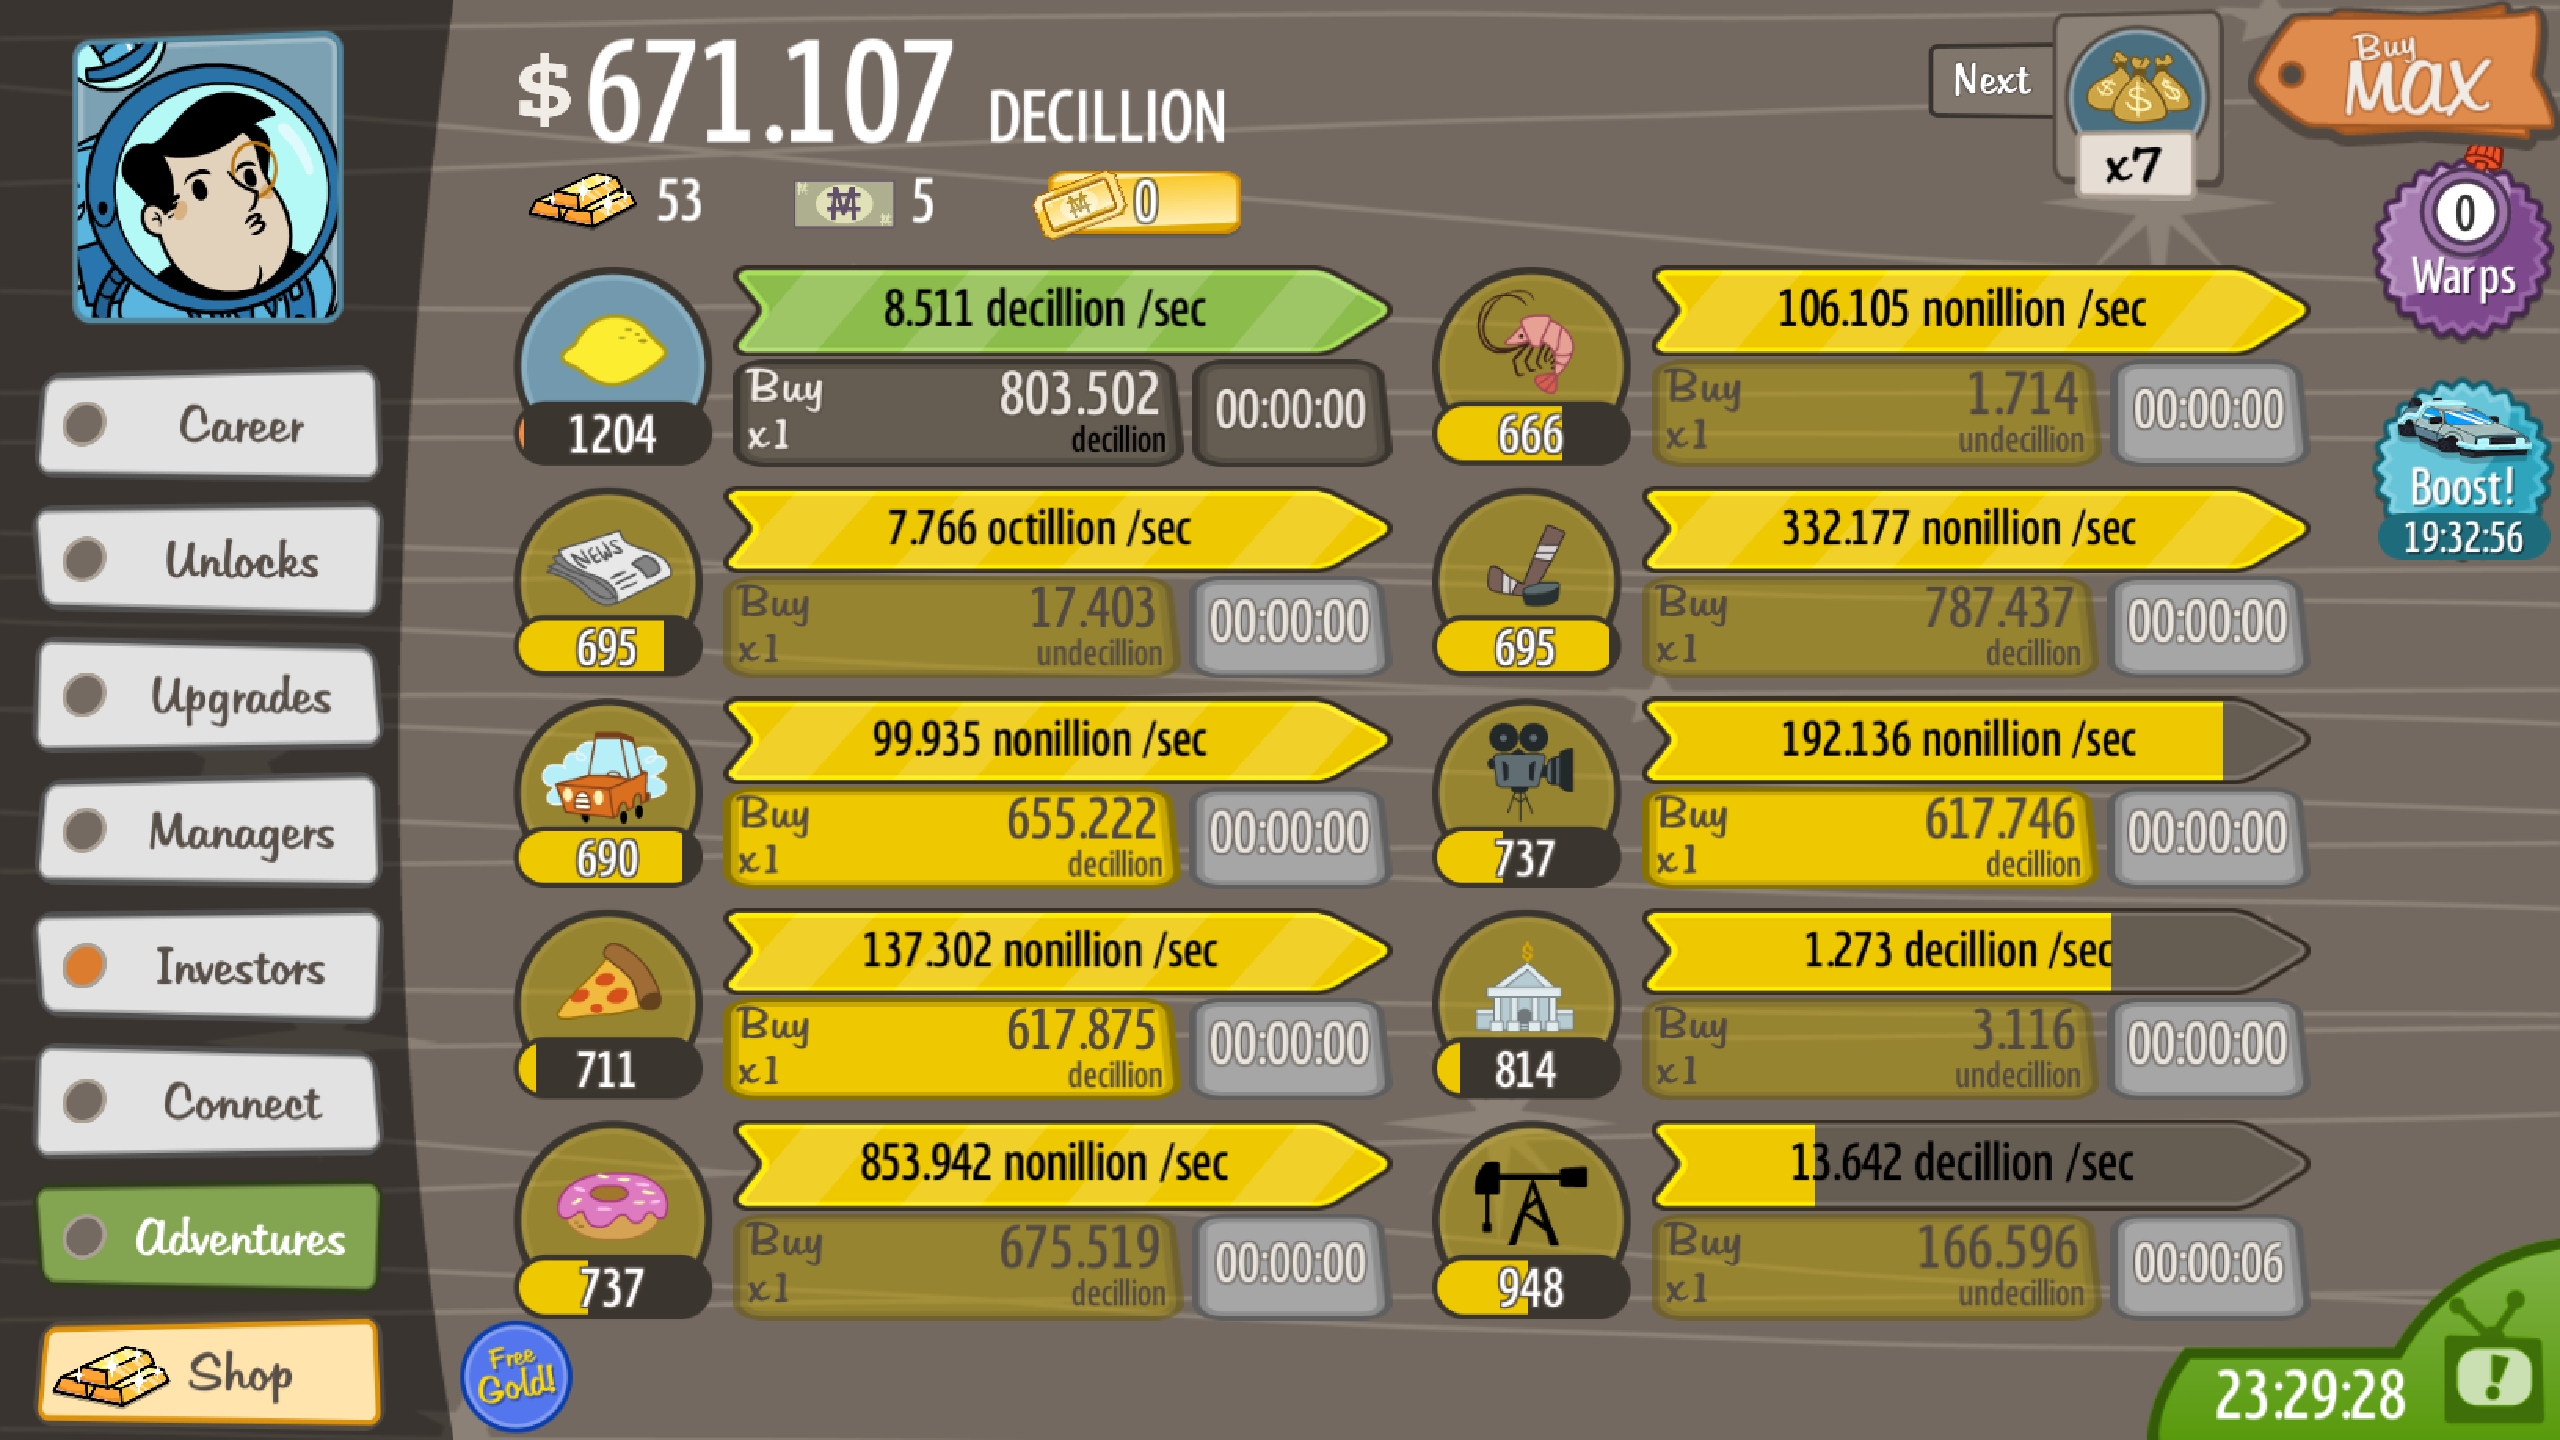 $671.107 DECILLION
53
5
0
Next
x7
Buy
MAX
0
Warps
Boost!
19:32:56
Career
Unlocks
Upgrades
Managers
Investors
Connect
Adventures
Shop
8.511 decillion /sec
1204
Buy x1
803.502 decillion
00:00:00
106.105 nonillion /sec
666
Buy x1
1.714 undecillion
00:00:00
NEWS
7.766 octillion /sec
695
Buy x1
17.403 undecillion
00:00:00
332.177 nonillion /sec
695
Buy x1
787.437 decillion
00:00:00
99.935 nonillion /sec
690
Buy x1
655.222 decillion
00:00:00
192.136 nonillion /sec
737
Buy x1
617.746 decillion
00:00:00
137.302 nonillion /sec
711
Buy x1
617.875 decillion
00:00:00
1.273 decillion /sec
814
Buy x1
3.116 undecillion
00:00:00
853.942 nonillion /sec
737
Buy x1
675.519 decillion
00:00:00
13.642 decillion /sec
948
Buy x1
166.596 undecillion
00:00:06
Free
Gold!
23:29:28
!